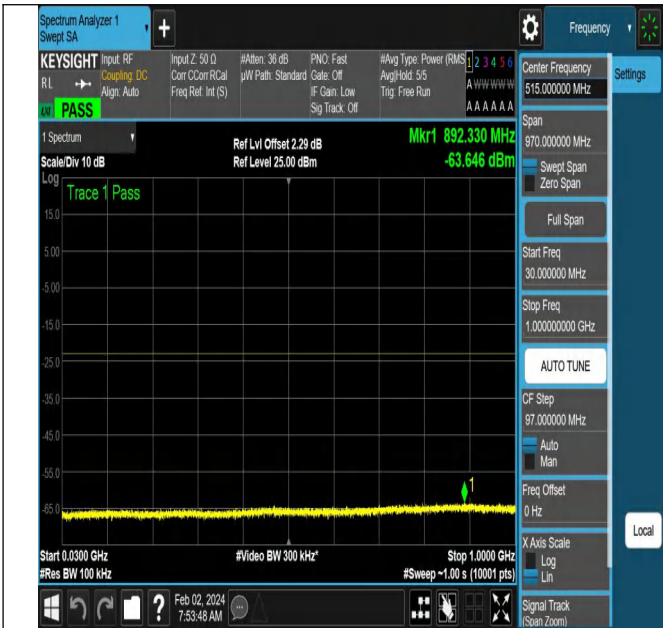 Spectrum Analyzer 1
Swept SA
Frequency
KEYSIGHT
RL
PASS
Input: RF
Coupling: DC
Align: Auto
Input Z: 50 Ω
Corr CCorr RCal
Freq Ref: Int (S)
#Atten: 36 dB
µW Path: Standard
PNO: Fast
Gate: Off
IF Gain: Low
Sig Track: Off
#Avg Type: Power (RMS
Avg|Hold: 5/5
Trig: Free Run
1 2 3 4 5 6
A W W W W W
A A A A A A
Center Frequency
515.000000 MHz
Settings
Span
970.000000 MHz
Swept Span
Zero Span
Full Span
Start Freq
30.000000 MHz
Stop Freq
1.000000000 GHz
AUTO TUNE
CF Step
97.000000 MHz
Auto
Man
Freq Offset
0 Hz
X Axis Scale
Log
Lin
Signal Track
(Span Zoom)
Local
1 Spectrum
Scale/Div 10 dB
Ref Lvl Offset 2.29 dB
Ref Level 25.00 dBm
Mkr1 892.330 MHz
-63.646 dBm
Log
Trace 1 Pass
15.0
5.00
-5.00
-15.0
-25.0
-35.0
-45.0
-55.0
-65.0
1
Start 0.0300 GHz
#Res BW 100 kHz
#Video BW 300 kHz*
Stop 1.0000 GHz
#Sweep ~1.00 s (10001 pts)
?
Feb 02, 2024
7:53:48 AM